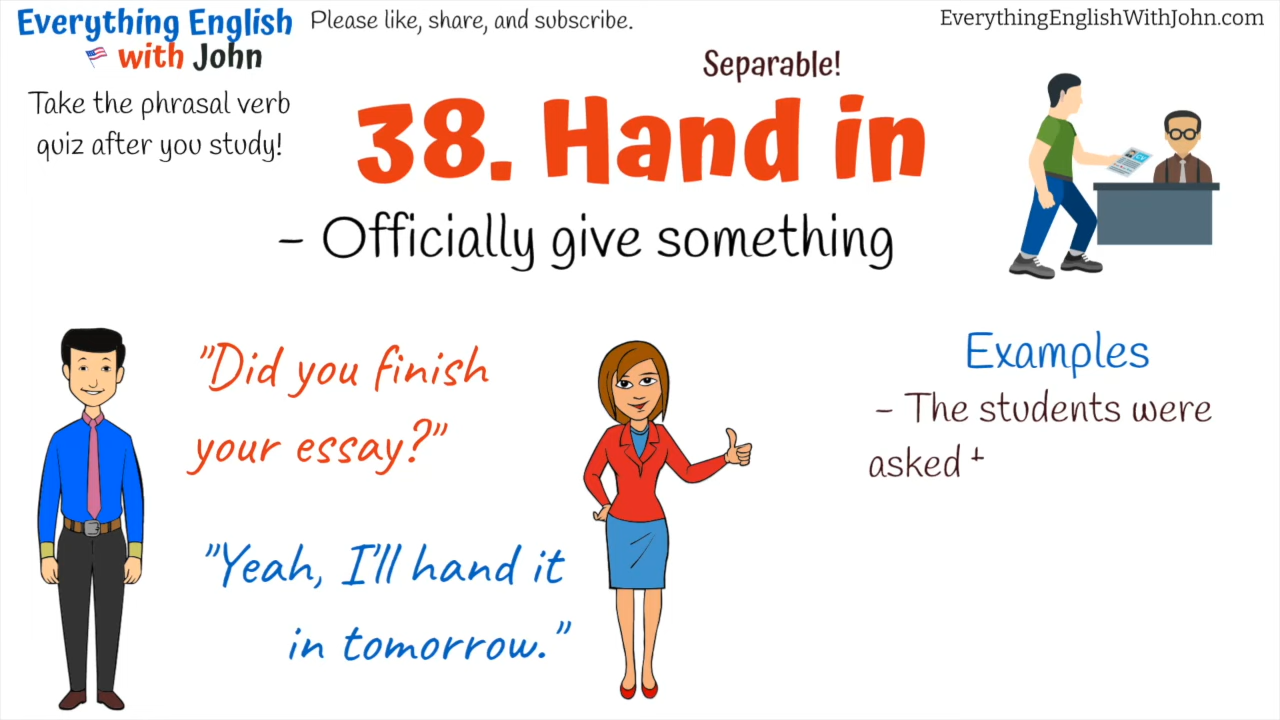 Everything English
with John
Please like, share, and subscribe.
EverythingEnglishWithJohn.com
Take the phrasal verb
quiz after you study!
Separable!
38. Hand in
- Officially give something
"Did you finish
your essay?"
"Yeah, I'll hand it
in tomorrow."
Examples
- The students were
asked